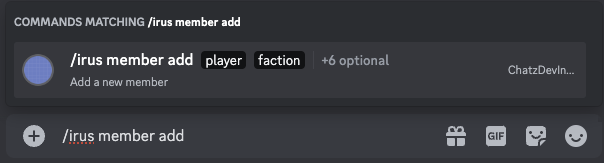 COMMANDS MATCHING /irus member add
/irus member add player faction +6 optional
Add a new member
ChatzDevIn...
/irus member add
GIF